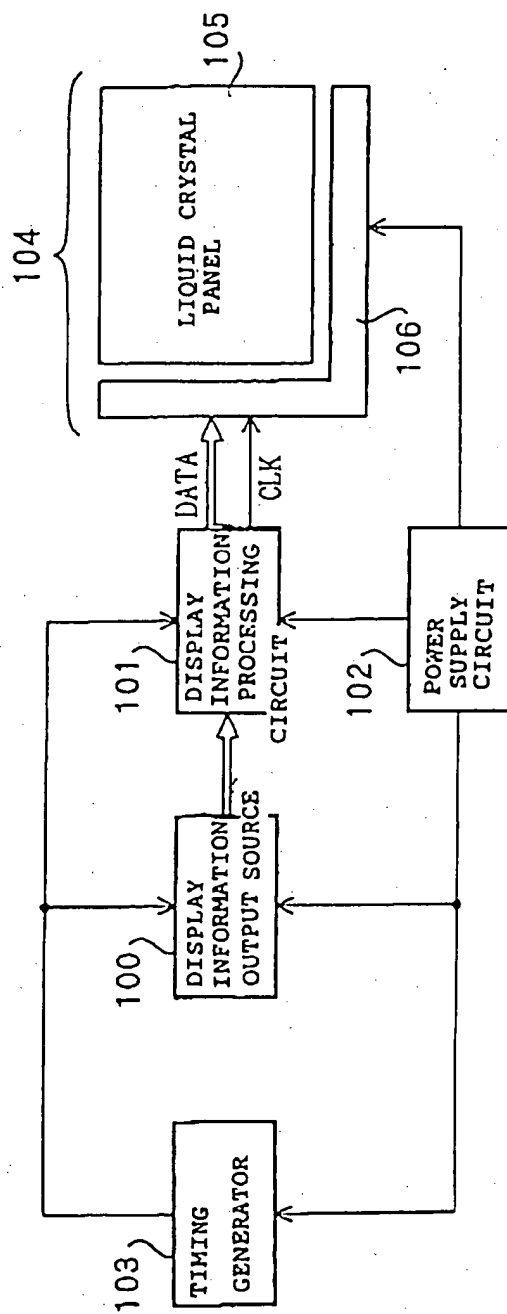 104
105
LIQUID CRYSTAL
PANEL
106
DATA
CLK
101
DISPLAY
INFORMATION
PROCESSING
CIRCUIT
100
DISPLAY
INFORMATION
OUTPUT SOURCE
102
POWER
SUPPLY
CIRCUIT
103
TIMING
GENERATOR